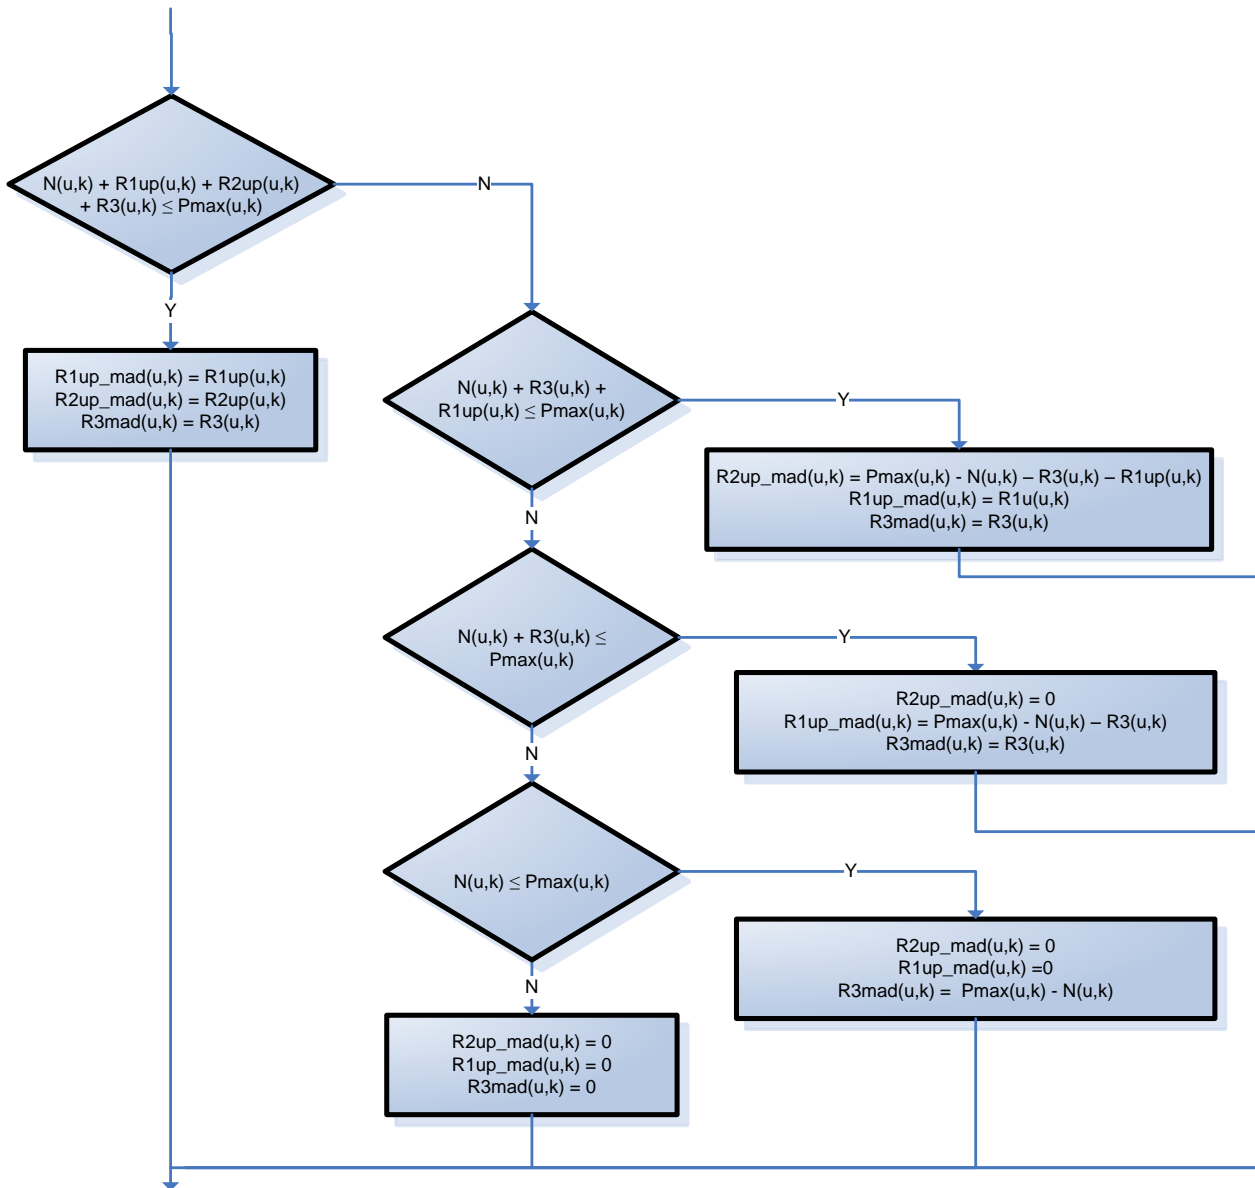 N(u,k) + R1up(u,k) + R2up(u,k)
+ R3(u,k) ≤ Pmax(u,k)
N
Y
R1up_mad(u,k) = R1up(u,k)
R2up_mad(u,k) = R2up(u,k)
R3mad(u,k) = R3(u,k)
N(u,k) + R3(u,k) +
R1up(u,k) ≤ Pmax(u,k)
Y
R2up_mad(u,k) = Pmax(u,k) - N(u,k) – R3(u,k) – R1up(u,k)
R1up_mad(u,k) = R1u(u,k)
R3mad(u,k) = R3(u,k)
N
N(u,k) + R3(u,k) ≤
Pmax(u,k)
Y
R2up_mad(u,k) = 0
R1up_mad(u,k) = Pmax(u,k) - N(u,k) – R3(u,k)
R3mad(u,k) = R3(u,k)
N
N(u,k) ≤ Pmax(u,k)
Y
R2up_mad(u,k) = 0
R1up_mad(u,k) =0
R3mad(u,k) =  Pmax(u,k) - N(u,k)
N
R2up_mad(u,k) = 0
R1up_mad(u,k) = 0
R3mad(u,k) = 0